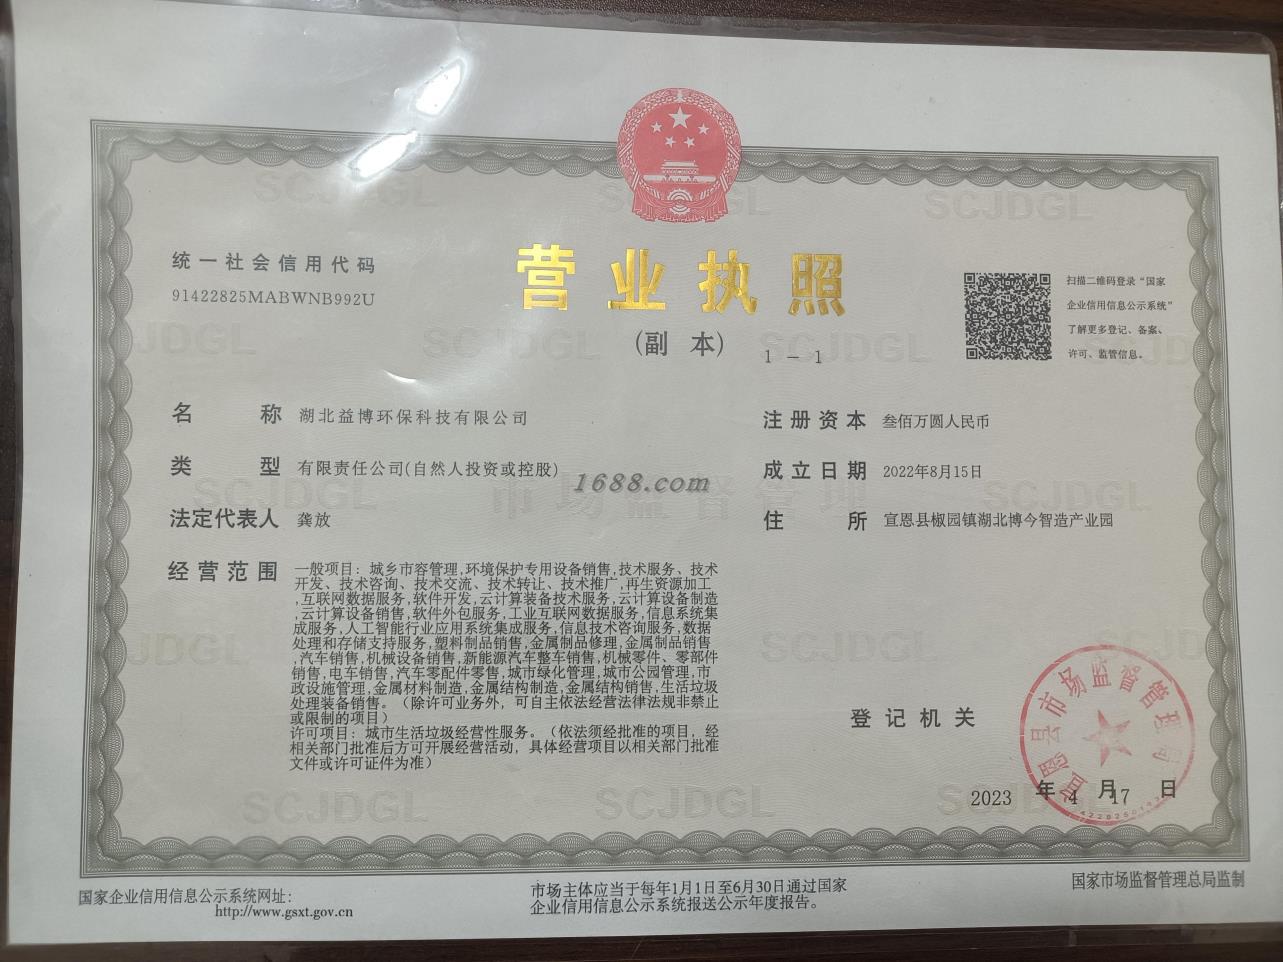 统一社会信用代码
91422825MABWNB992U
营业执照
(副 本)
1 - 1
扫描二维码登录“国家
企业信用信息公示系统”
了解更多登记、备案、
许可、监管信息。
名 称 湖北益博环保科技有限公司
类 型 有限责任公司(自然人投资或控股)
法定代表人 龚放
经营范围 一般项目：城乡市容管理,环境保护专用设备销售,技术服务、技术
开发、技术咨询、技术交流、技术转让、技术推广,再生资源加工
,互联网数据服务,软件开发,云计算装备技术服务,云计算设备制造
,云计算设备销售,软件外包服务,工业互联网数据服务,信息系统集
成服务,人工智能行业应用系统集成服务,信息技术咨询服务,数据
处理和存储支持服务,塑料制品销售,金属制品修理,金属制品销售
,汽车销售,机械设备销售,新能源汽车整车销售,机械零件、零部件
销售,电车销售,汽车零配件零售,城市绿化管理,城市公园管理,市
政设施管理,金属材料制造,金属结构制造,金属结构销售,生活垃圾
处理装备销售。（除许可业务外，可自主依法经营法律法规非禁止
或限制的项目）
许可项目：城市生活垃圾经营性服务。（依法须经批准的项目，经
相关部门批准后方可开展经营活动，具体经营项目以相关部门批准
文件或许可证件为准）
注册资本 叁佰万圆人民币
成立日期 2022年8月15日
住 所 宣恩县椒园镇湖北博今智造产业园
1688.com
市场监督管理
SCJDGL
登记机关
宣恩县市场监督管理局
2023 年 4 月 17 日
国家企业信用信息公示系统网址：
http://www.gsxt.gov.cn
市场主体应当于每年1月1日至6月30日通过国家
企业信用信息公示系统报送公示年度报告。
国家市场监督管理总局监制